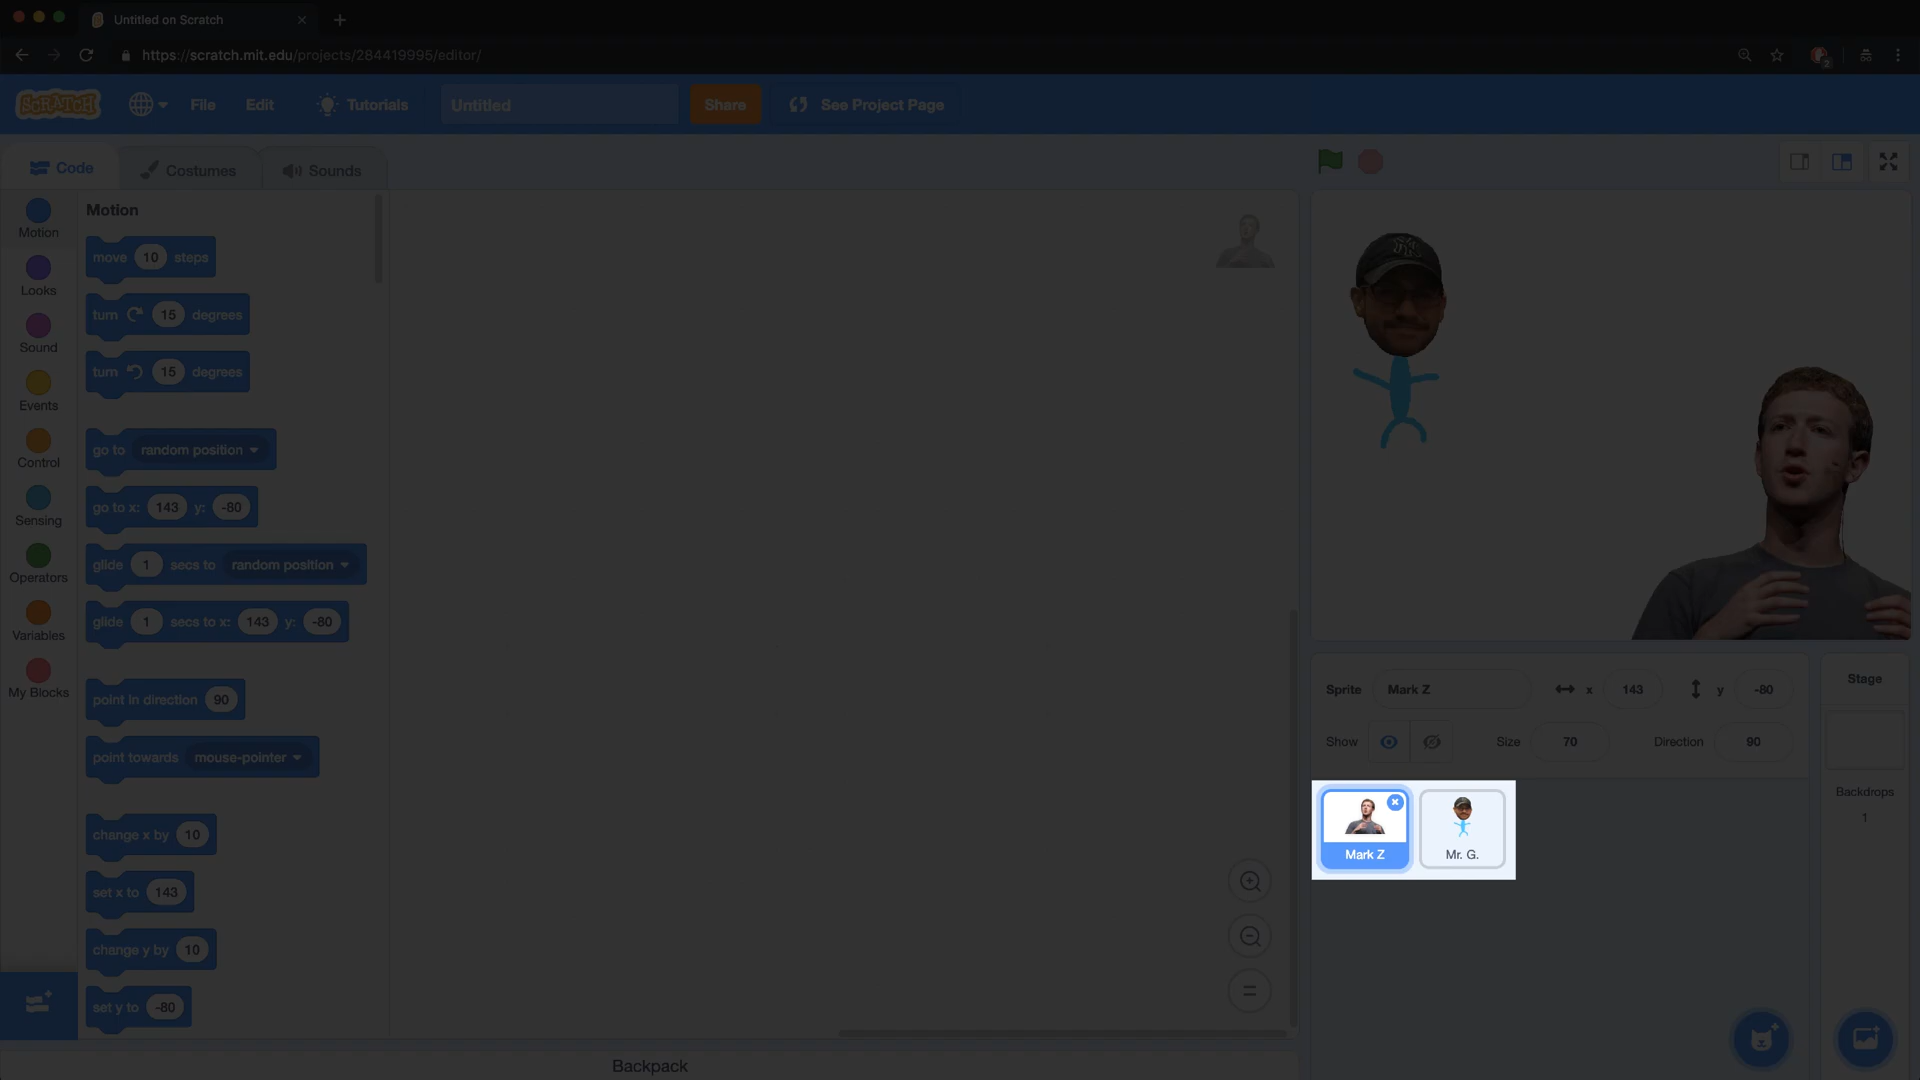 Untitled on Scratch
https://scratch.mit.edu/projects/284419995/editor/
2
SCRATCH
File
Edit
Tutorials
Untitled
Share
See Project Page
Code
Costumes
Sounds
Motion
Looks
Sound
Events
Control
Sensing
Operators
Variables
My Blocks
Motion
move 10 steps
turn 15 degrees
turn 15 degrees
go to random position
go to x: 143 y: -80
glide 1 secs to random position
glide 1 secs to x: 143 y: -80
point in direction 90
point towards mouse-pointer
change x by 10
set x to 143
change y by 10
set y to -80
Backpack
Sprite Mark Z x 143 y -80
Show Size 70 Direction 90
Mark Z
Mr. G.
Stage
Backdrops
1